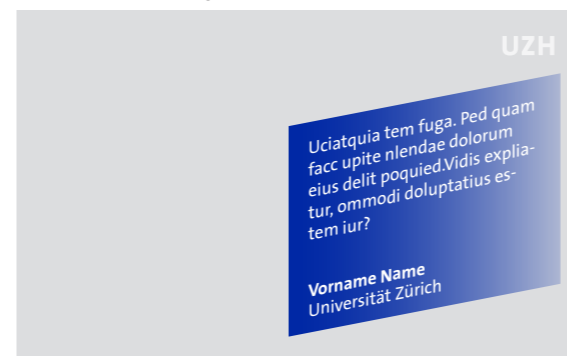 UZH
Uciatquia tem fuga. Ped quam
facc upite nlendae dolorum
eius delit poquied.Vidis explia-
tur, ommodi doluptatius es-
tem iur?
Vorname Name
Universität Zürich